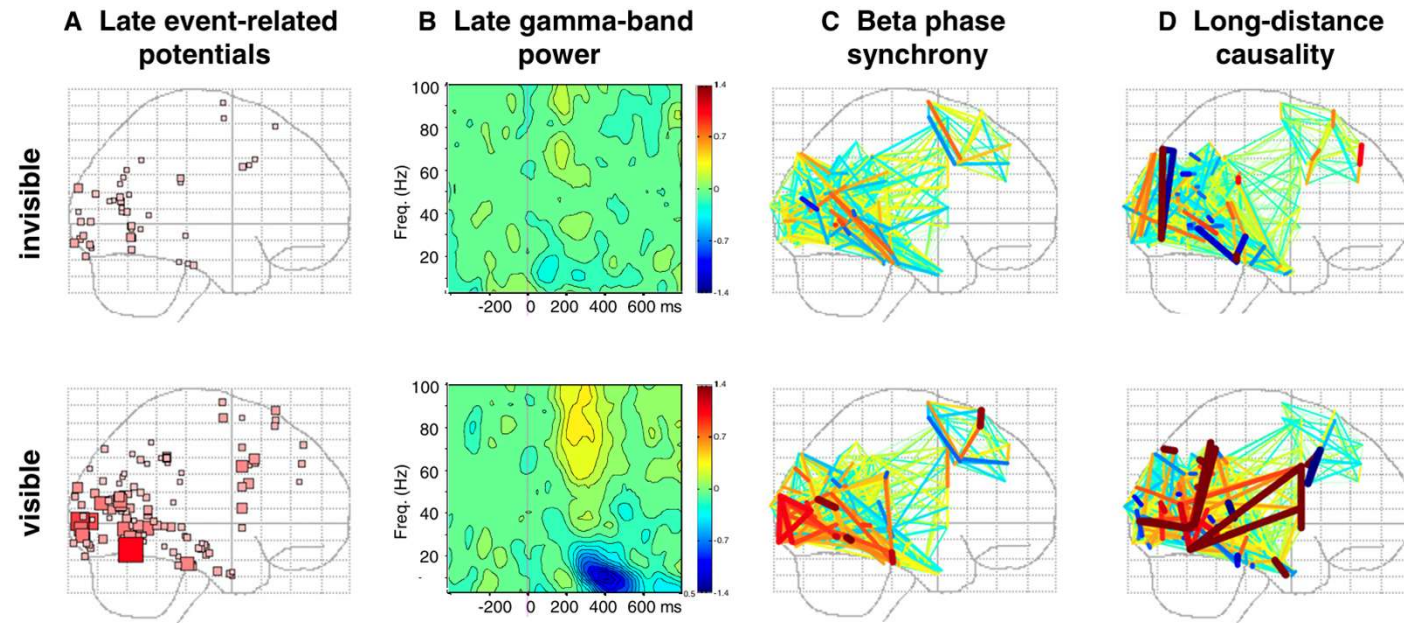 A Late event-related
potentials
B Late gamma-band
power
C Beta phase
synchrony
D Long-distance
causality
invisible
100
80
60
40
20
Freq. (Hz)
-200 0 200 400 600 ms
1.4
0.7
0
-0.7
-1.4
visible
100
80
60
40
20
-
Freq. (Hz)
-200 0 200 400 600 ms
1.4
0.7
0
-0.7
-1.4
0.5